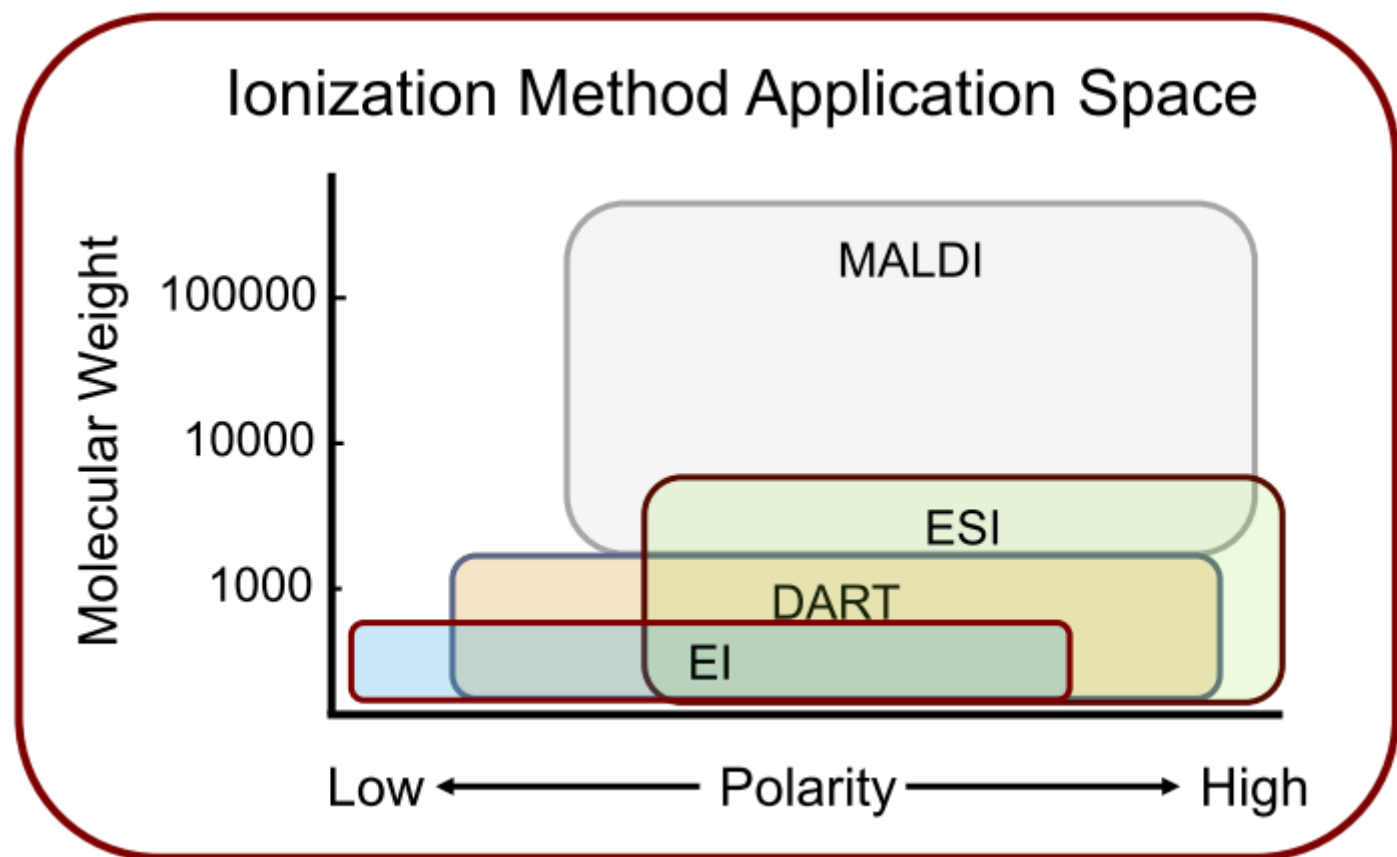 Ionization Method Application Space
Molecular Weight
100000
10000
1000
MALDI
ESI
DART
EI
Low Polarity High